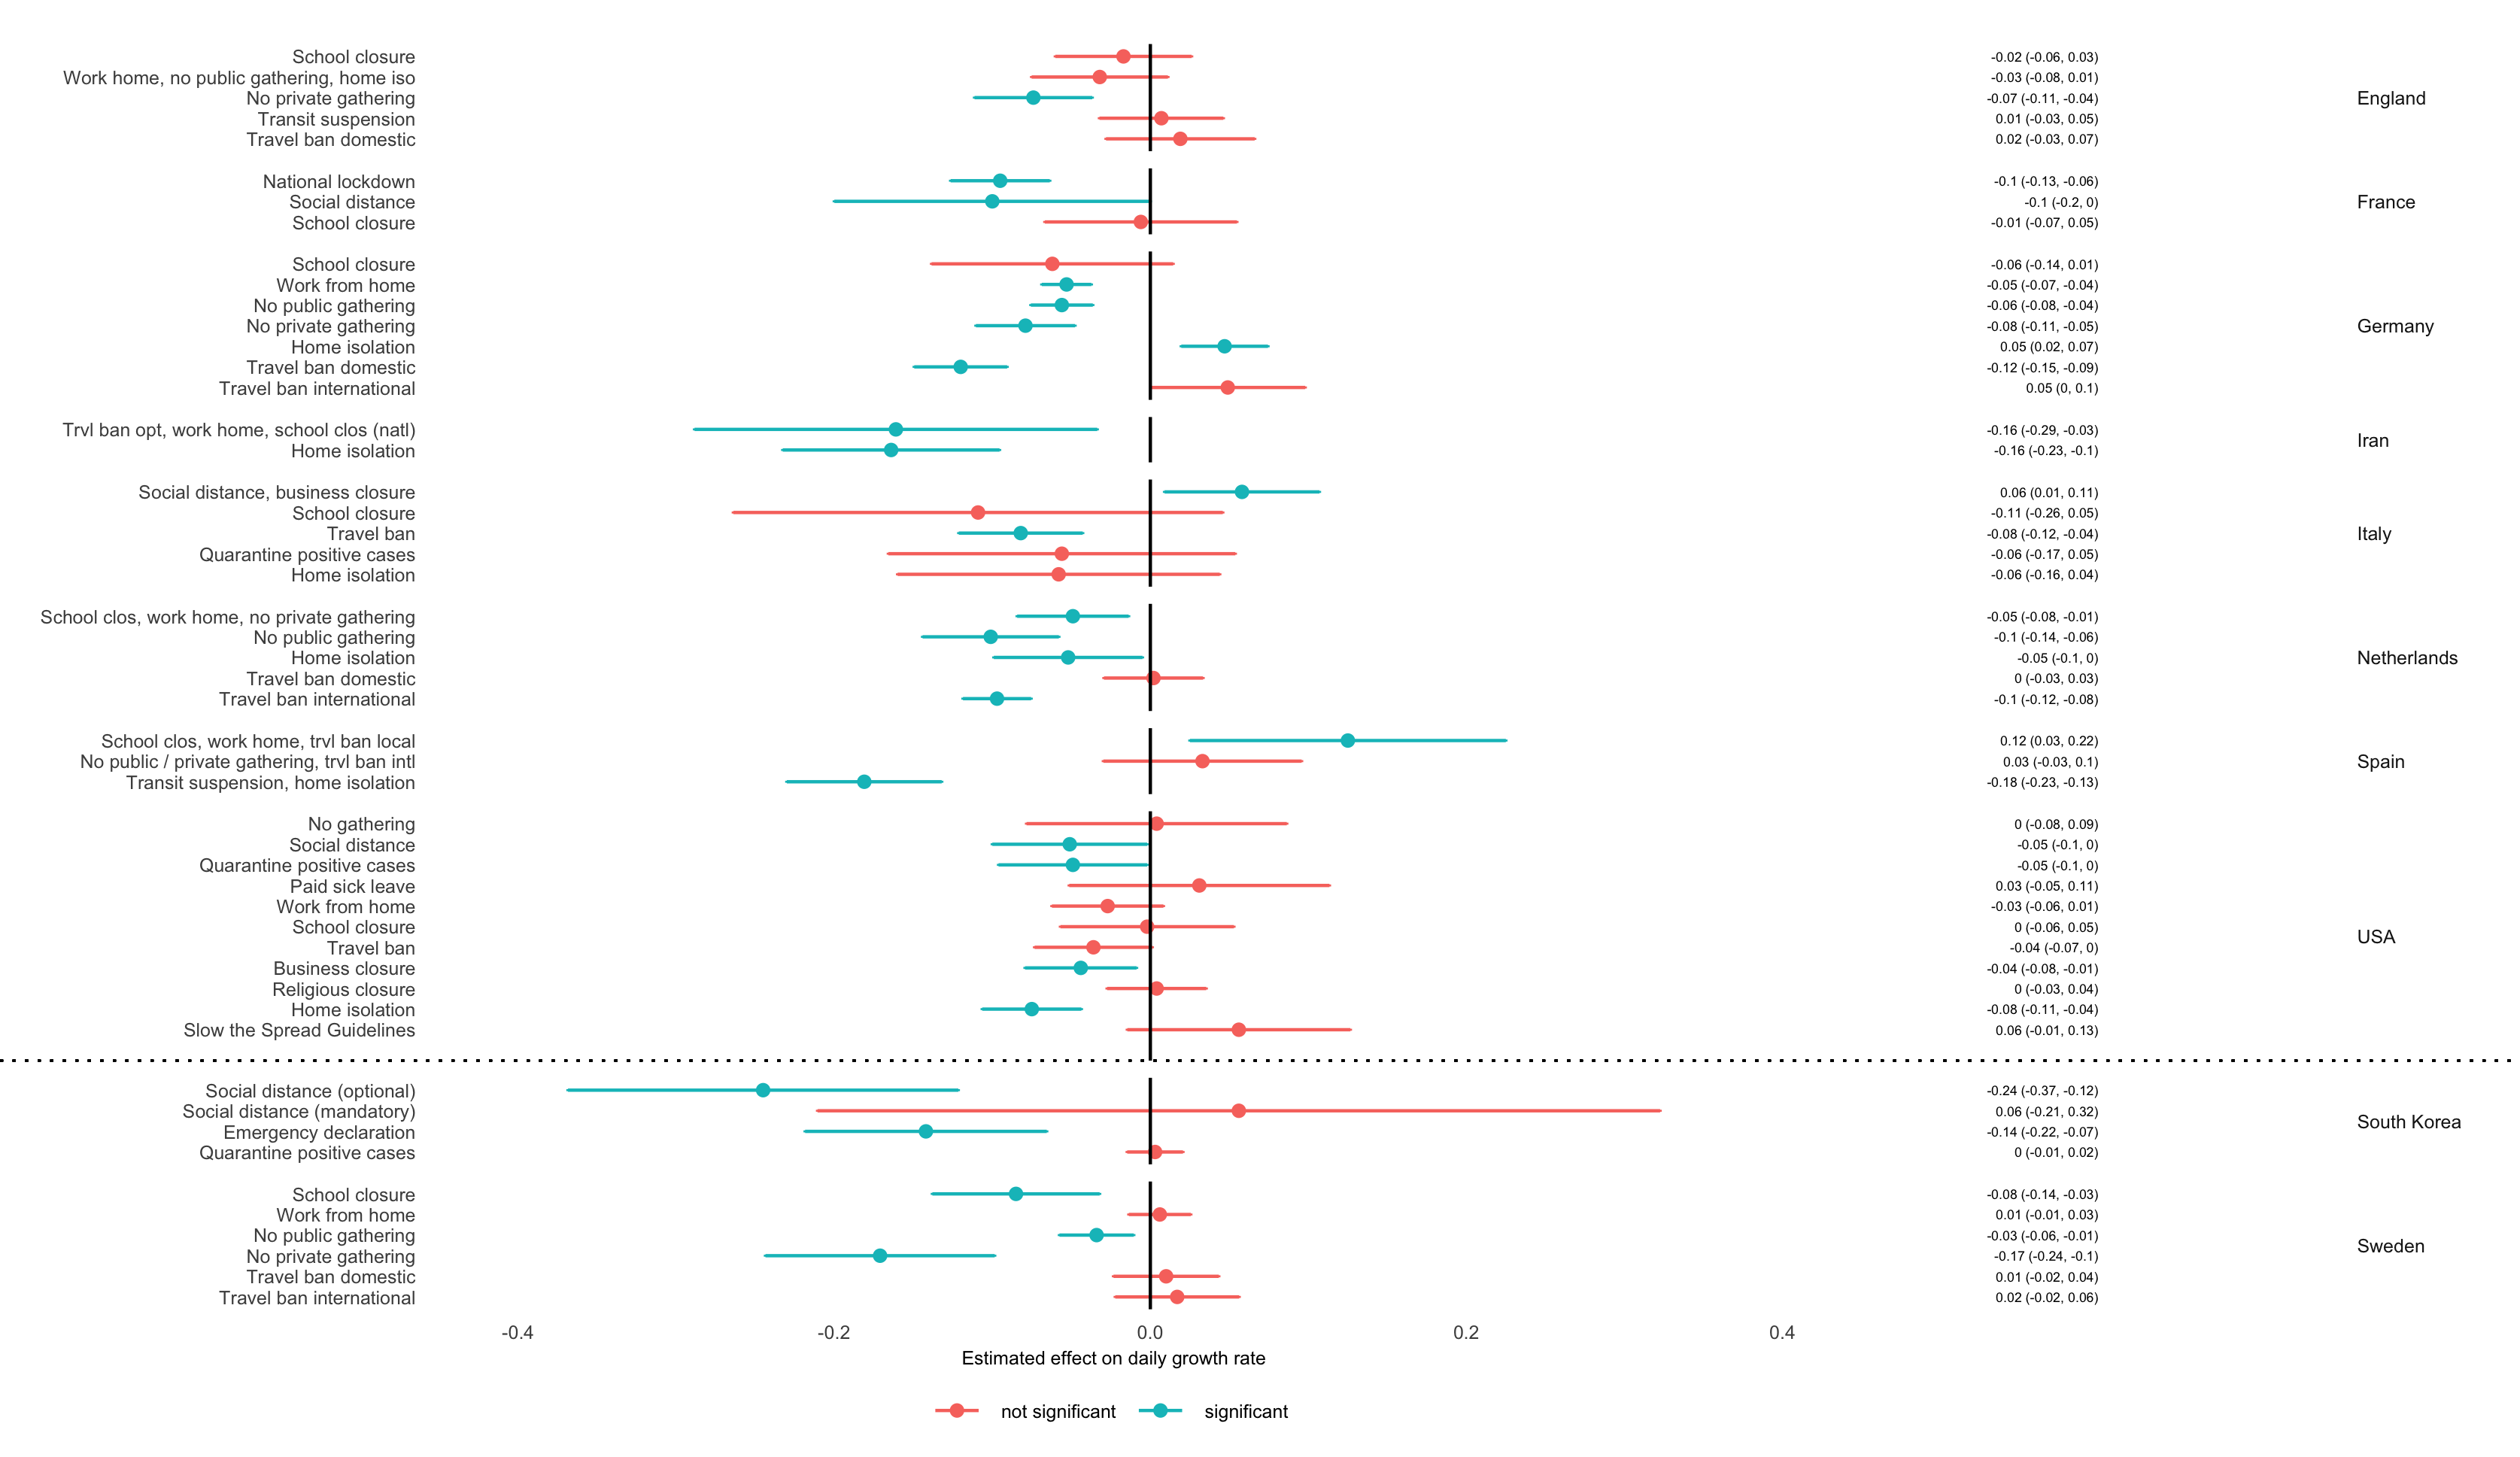 School closure -0.02 (-0.06, 0.03)
Work home, no public gathering, home iso -0.03 (-0.08, 0.01)
No private gathering -0.07 (-0.11, -0.04) England
Transit suspension 0.01 (-0.03, 0.05)
Travel ban domestic 0.02 (-0.03, 0.07)
National lockdown -0.1 (-0.13, -0.06)
Social distance -0.1 (-0.2, 0) France
School closure -0.01 (-0.07, 0.05)
School closure -0.06 (-0.14, 0.01)
Work from home -0.05 (-0.07, -0.04)
No public gathering -0.06 (-0.08, -0.04)
No private gathering -0.08 (-0.11, -0.05) Germany
Home isolation 0.05 (0.02, 0.07)
Travel ban domestic -0.12 (-0.15, -0.09)
Travel ban international 0.05 (0, 0.1)
Trvl ban opt, work home, school clos (natl) -0.16 (-0.29, -0.03)
Iran
Home isolation -0.16 (-0.23, -0.1)
Social distance, business closure 0.06 (0.01, 0.11)
School closure -0.11 (-0.26, 0.05)
Travel ban -0.08 (-0.12, -0.04) Italy
Quarantine positive cases -0.06 (-0.17, 0.05)
Home isolation -0.06 (-0.16, 0.04)
School clos, work home, no private gathering -0.05 (-0.08, -0.01)
No public gathering -0.1 (-0.14, -0.06)
Home isolation -0.05 (-0.1, 0) Netherlands
Travel ban domestic 0 (-0.03, 0.03)
Travel ban international -0.1 (-0.12, -0.08)
School clos, work home, trvl ban local 0.12 (0.03, 0.22)
No public / private gathering, trvl ban intl 0.03 (-0.03, 0.1) Spain
Transit suspension, home isolation -0.18 (-0.23, -0.13)
No gathering 0 (-0.08, 0.09)
Social distance -0.05 (-0.1, 0)
Quarantine positive cases -0.05 (-0.1, 0)
Paid sick leave 0.03 (-0.05, 0.11)
Work from home -0.03 (-0.06, 0.01)
School closure 0 (-0.06, 0.05)
USA
Travel ban -0.04 (-0.07, 0)
Business closure -0.04 (-0.08, -0.01)
Religious closure 0 (-0.03, 0.04)
Home isolation -0.08 (-0.11, -0.04)
Slow the Spread Guidelines 0.06 (-0.01, 0.13)
Social distance (optional) -0.24 (-0.37, -0.12)
Social distance (mandatory) 0.06 (-0.21, 0.32)
South Korea
Emergency declaration -0.14 (-0.22, -0.07)
Quarantine positive cases 0 (-0.01, 0.02)
School closure -0.08 (-0.14, -0.03)
Work from home 0.01 (-0.01, 0.03)
No public gathering -0.03 (-0.06, -0.01)
Sweden
No private gathering -0.17 (-0.24, -0.1)
Travel ban domestic 0.01 (-0.02, 0.04)
Travel ban international 0.02 (-0.02, 0.06)
-0.4 -0.2 0.0 0.2 0.4
Estimated effect on daily growth rate
not significant significant